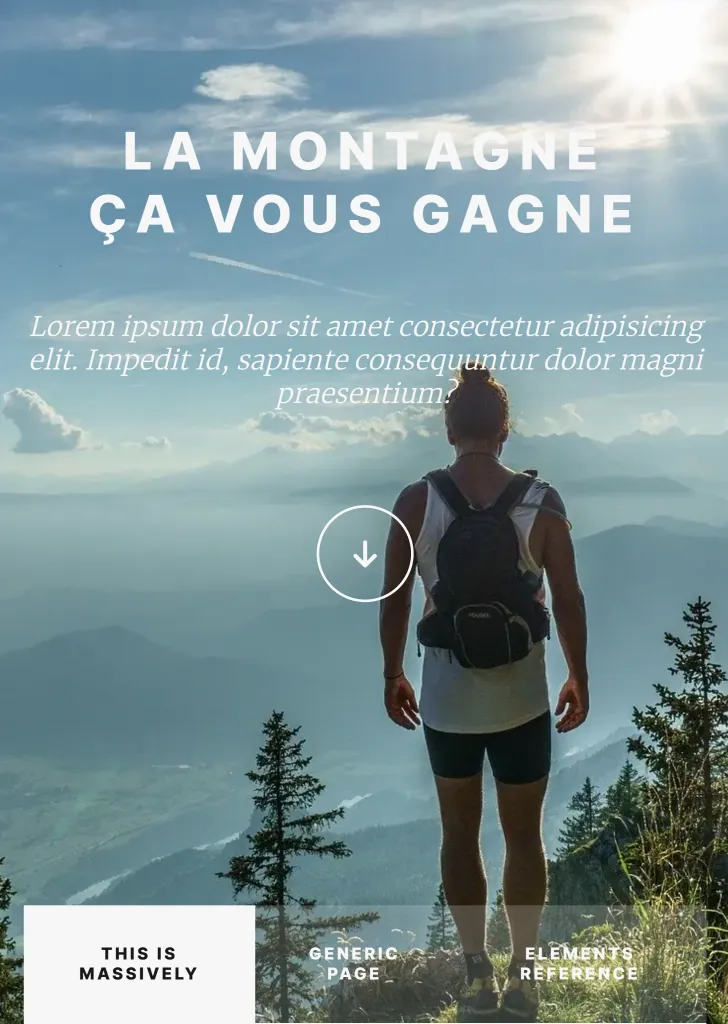 LA MONTAGNE
ÇA VOUS GAGNE
Lorem ipsum dolor sit amet consectetur adipisicing
elit. Impedit id, sapiente consequuntur dolor magni
praesentium?
THIS IS
MASSIVELY
GENERIC
PAGE
ELEMENTS
REFERENCE